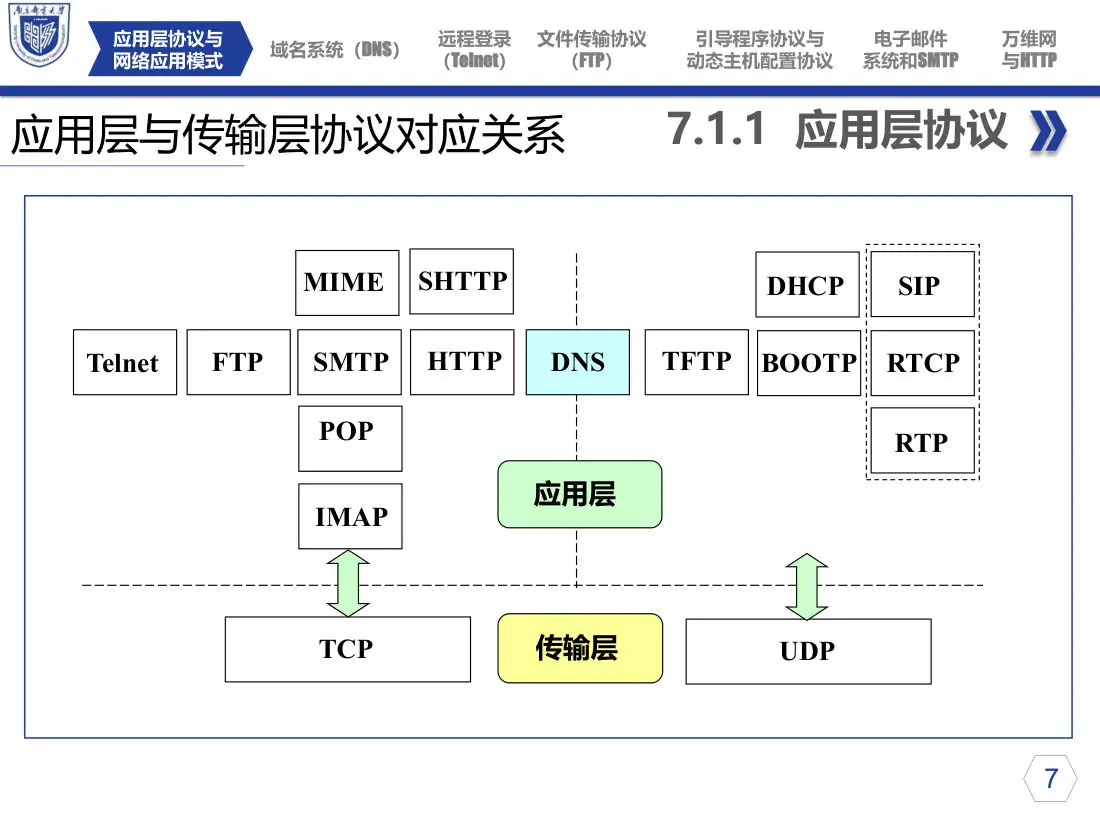 应用层协议与
网络应用模式
域名系统（DNS）
远程登录
（Telnet）
文件传输协议
（FTP）
引导程序协议与
动态主机配置协议
电子邮件
系统和SMTP
万维网
与HTTP
应用层与传输层协议对应关系
7.1.1 应用层协议
MIME
SHTTP
DHCP
SIP
Telnet
FTP
SMTP
HTTP
DNS
TFTP
BOOTP
RTCP
POP
RTP
应用层
IMAP
TCP
传输层
UDP
7